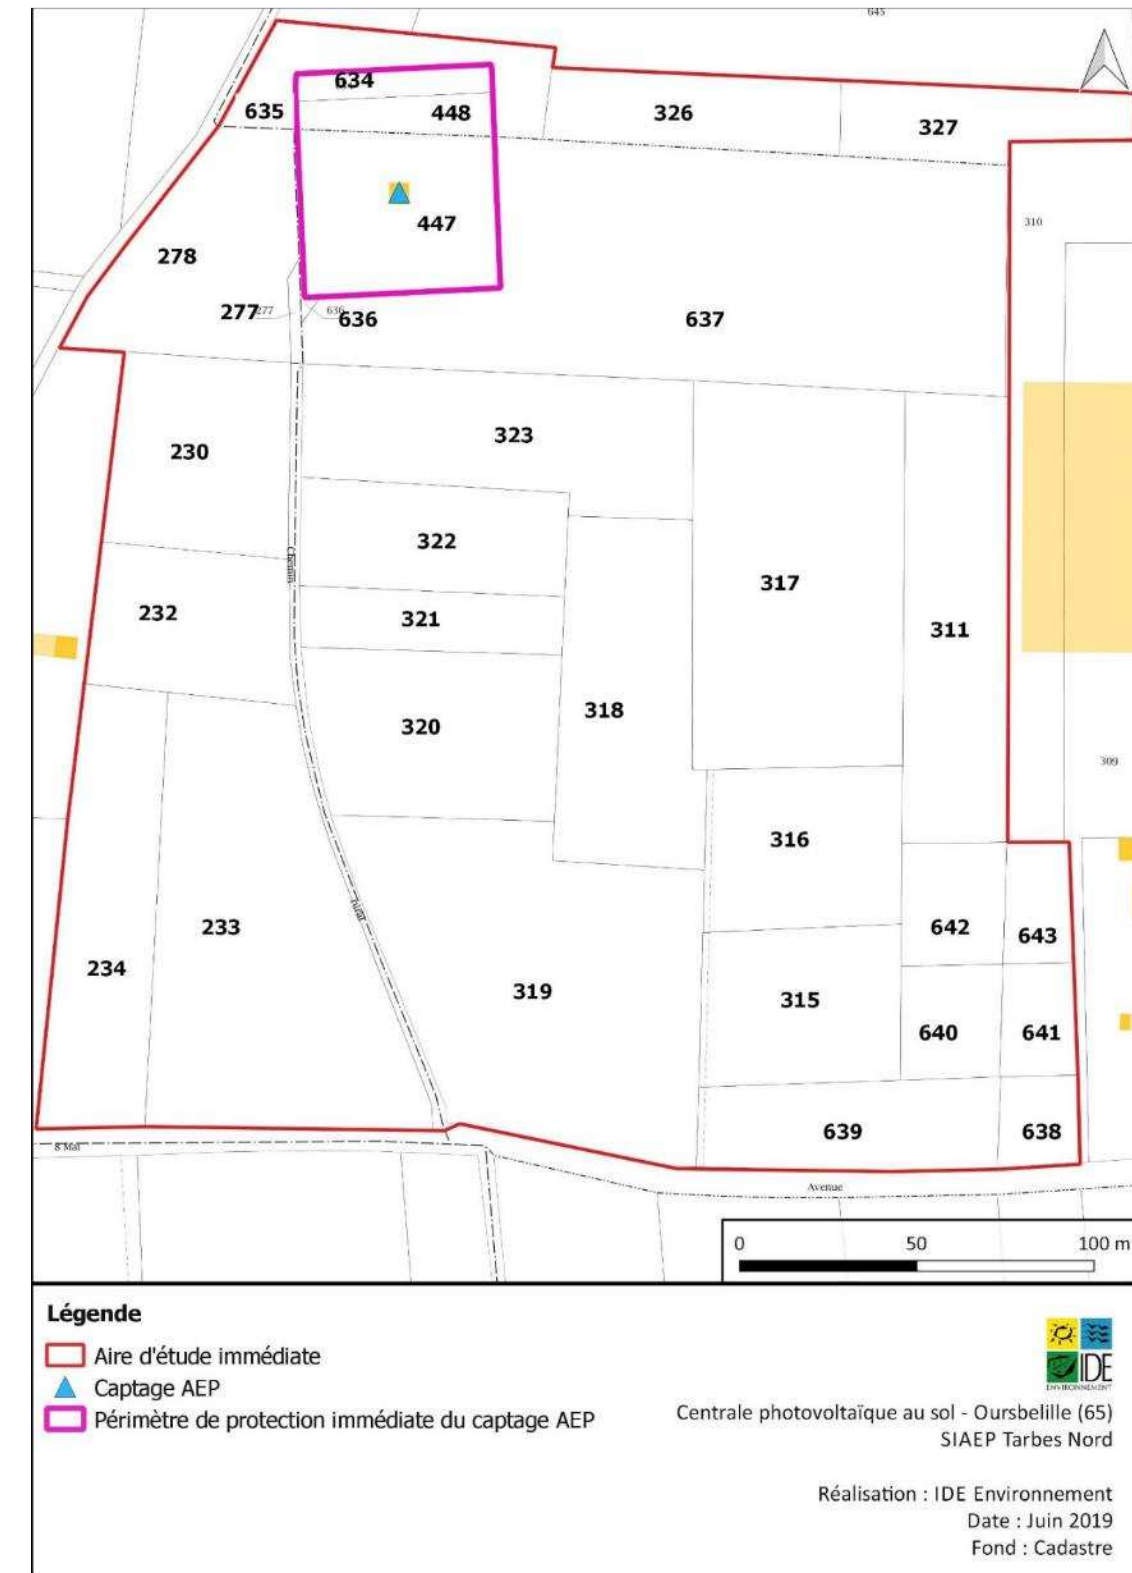 645
634
635
448
326
327
447
310
278
277
277
636
636
637
230
323
322
317
Chemin
232
321
311
318
320
309
316
rural
233
642
643
234
319
315
640
641
639
638
8 Mai
Avenue
0 50 100 m
Légende
Aire d'étude immédiate
Captage AEP
Périmètre de protection immédiate du captage AEP
IDE
ENVIRONNEMENT
Centrale photovoltaïque au sol - Oursbelille (65)
SIAEP Tarbes Nord
Réalisation : IDE Environnement
Date : Juin 2019
Fond : Cadastre